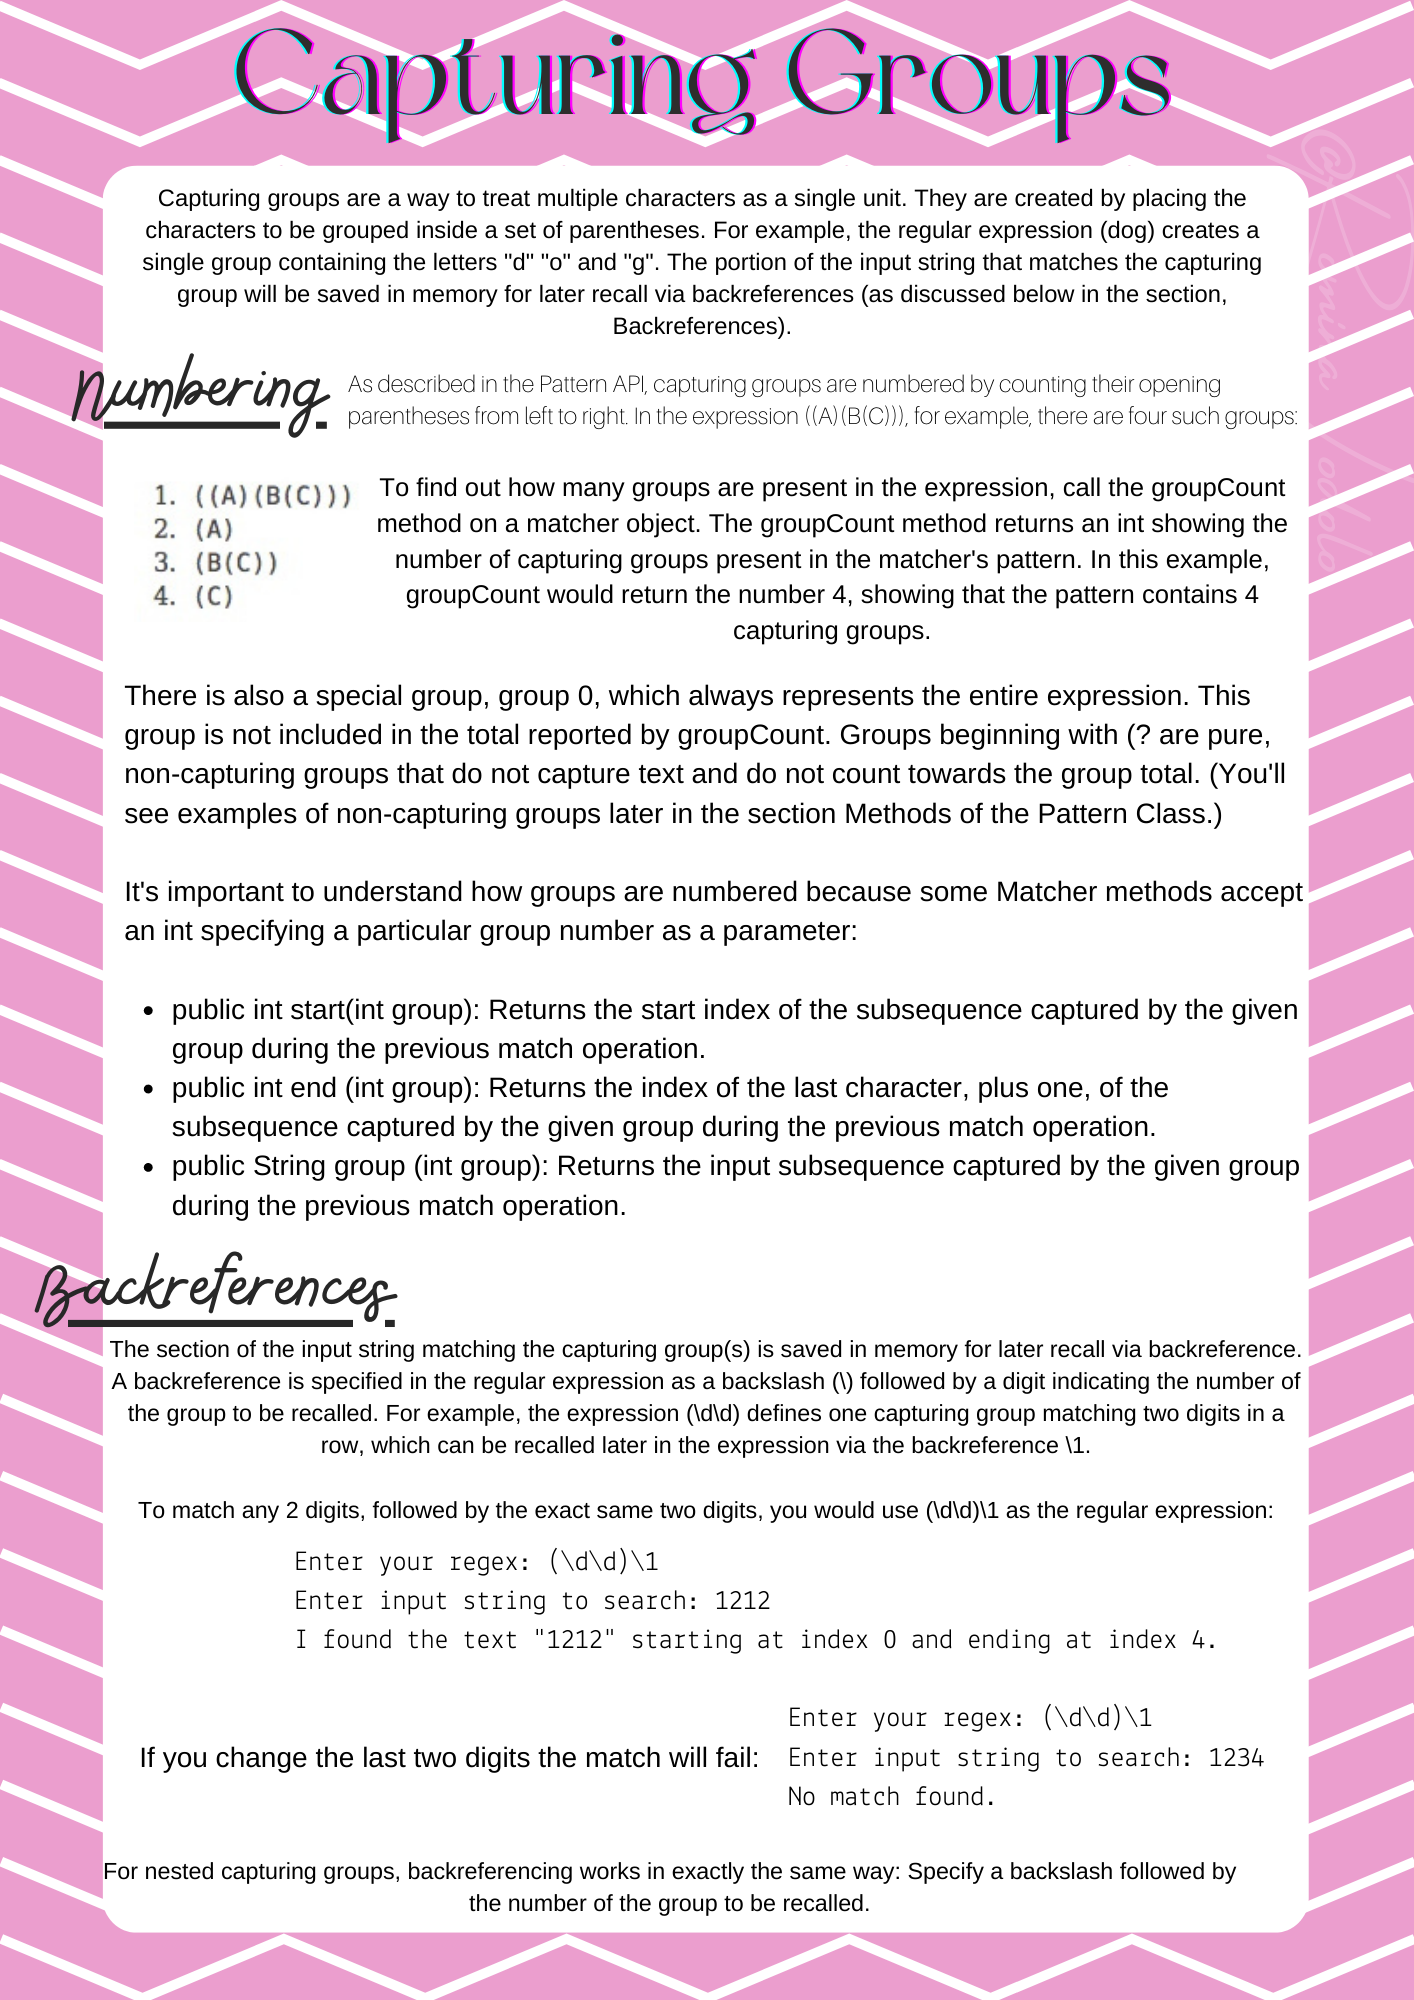 Capturing Groups
Capturing groups are a way to treat multiple characters as a single unit. They are created by placing the
characters to be grouped inside a set of parentheses. For example, the regular expression (dog) creates a
single group containing the letters "d" "o" and "g". The portion of the input string that matches the capturing
group will be saved in memory for later recall via backreferences (as discussed below in the section,
Backreferences).
Numbering
As described in the Pattern API, capturing groups are numbered by counting their opening
parentheses from left to right. In the expression ((A)(B(C))), for example, there are four such groups:
1. ((A)(B(C)))
2. (A)
3. (B(C))
4. (C)
To find out how many groups are present in the expression, call the groupCount
method on a matcher object. The groupCount method returns an int showing the
number of capturing groups present in the matcher's pattern. In this example,
groupCount would return the number 4, showing that the pattern contains 4
capturing groups.
There is also a special group, group 0, which always represents the entire expression. This
group is not included in the total reported by groupCount. Groups beginning with (? are pure,
non-capturing groups that do not capture text and do not count towards the group total. (You'll
see examples of non-capturing groups later in the section Methods of the Pattern Class.)
It's important to understand how groups are numbered because some Matcher methods accept
an int specifying a particular group number as a parameter:
• public int start(int group): Returns the start index of the subsequence captured by the given
group during the previous match operation.
• public int end (int group): Returns the index of the last character, plus one, of the
subsequence captured by the given group during the previous match operation.
• public String group (int group): Returns the input subsequence captured by the given group
during the previous match operation.
Backreferences
The section of the input string matching the capturing group(s) is saved in memory for later recall via backreference.
A backreference is specified in the regular expression as a backslash (\) followed by a digit indicating the number of
the group to be recalled. For example, the expression (\d\d) defines one capturing group matching two digits in a
row, which can be recalled later in the expression via the backreference \1.
To match any 2 digits, followed by the exact same two digits, you would use (\d\d)\1 as the regular expression:
Enter your regex: (\d\d)\1
Enter input string to search: 1212
I found the text "1212" starting at index 0 and ending at index 4.
If you change the last two digits the match will fail:
Enter your regex: (\d\d)\1
Enter input string to search: 1234
No match found.
For nested capturing groups, backreferencing works in exactly the same way: Specify a backslash followed by
the number of the group to be recalled.